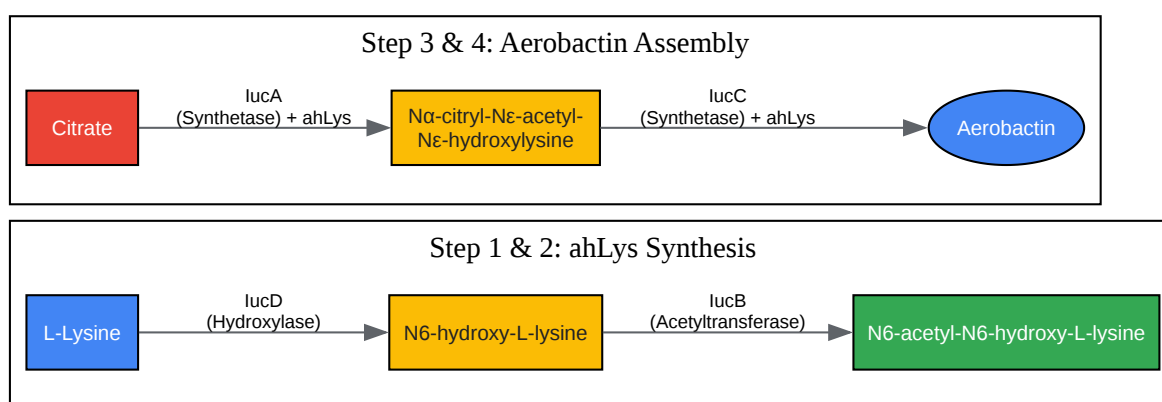 Step 3 & 4: Aerobactin Assembly
Citrate
IucA
(Synthetase) + ahLys
Nα-citryl-Nε-acetyl-
Nε-hydroxylysine
IucC
(Synthetase) + ahLys
Aerobactin
Step 1 & 2: ahLys Synthesis
L-Lysine
IucD
(Hydroxylase)
N6-hydroxy-L-lysine
IucB
(Acetyltransferase)
N6-acetyl-N6-hydroxy-L-lysine